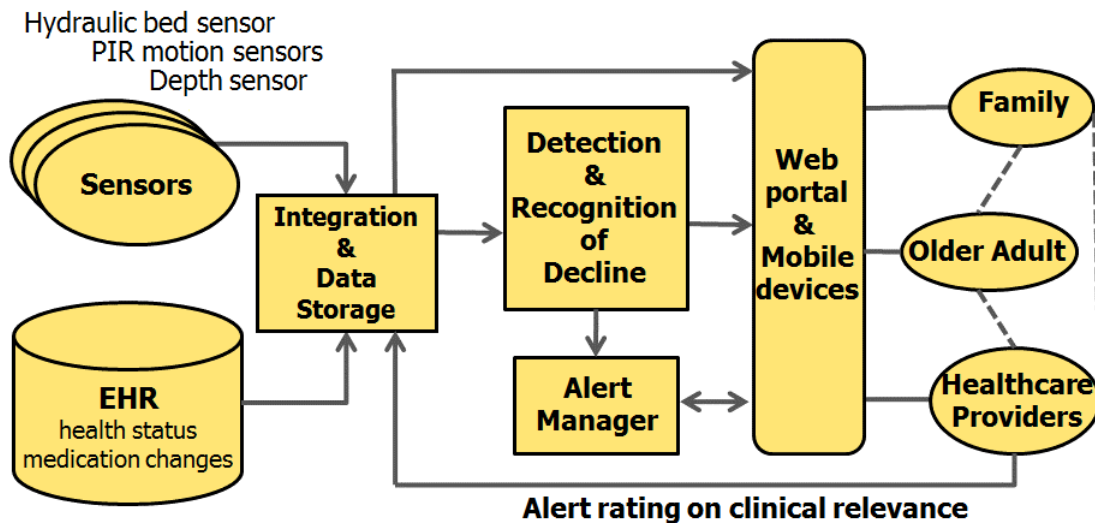 Hydraulic bed sensor
PIR motion sensors
Depth sensor
Sensors
Integration
&
Data
Storage
EHR
health status
medication changes
Detection
&
Recognition
of
Decline
Alert
Manager
Web
portal
&
Mobile
devices
Family
Older Adult
Healthcare
Providers
Alert rating on clinical relevance